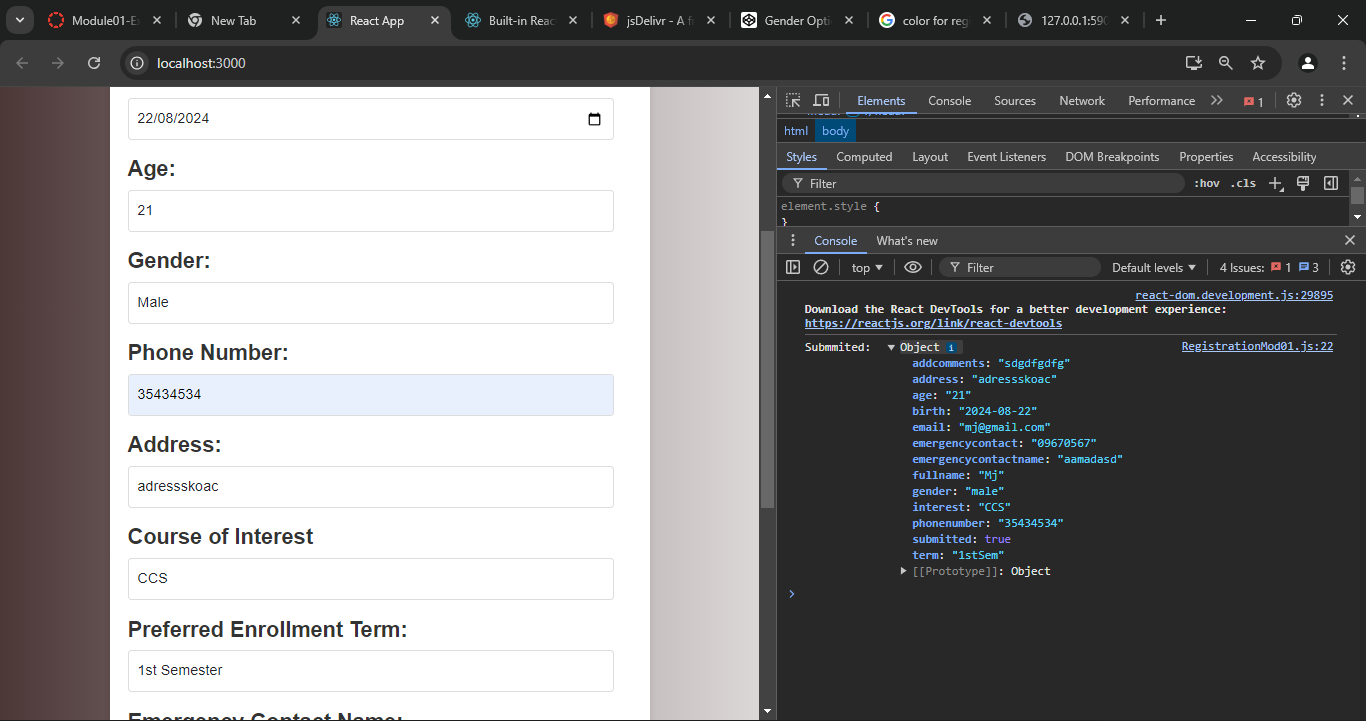 Module01-Ex
New Tab
React App
Built-in Reac
jsDelivr - A fr
Gender Opti
color for reg
127.0.0.1:590
localhost:3000
22/08/2024
Age:
21
Gender:
Male
Phone Number:
35434534
Address:
adressskoac
Course of Interest
CCS
Preferred Enrollment Term:
1st Semester
Emergency Contact Name:
Elements Console Sources Network Performance 1
html body
Styles Computed Layout Event Listeners DOM Breakpoints Properties Accessibility
Filter :hov .cls
element.style {
}
Console What's new
top Filter Default levels 4 Issues: 1 3
react-dom.development.js:29895
Download the React DevTools for a better development experience:
https://reactjs.org/link/react-devtools
Submmited: Object i RegistrationMod01.js:22
addcomments: "sdgdfgdfg"
address: "adressskoac"
age: "21"
birth: "2024-08-22"
email: "mj@gmail.com"
emergencycontact: "09670567"
emergencycontactname: "aamadasd"
fullname: "Mj"
gender: "male"
interest: "CCS"
phonenumber: "35434534"
submitted: true
term: "1stSem"
[[Prototype]]: Object